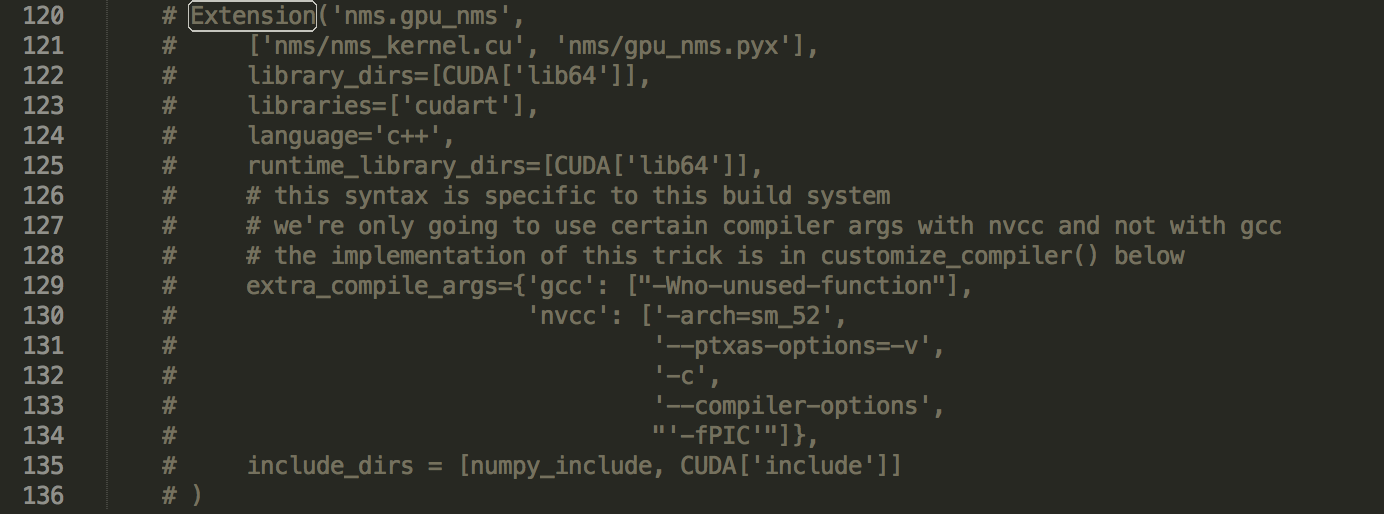 120 # Extension('nms.gpu_nms',
121 #     ['nms/nms_kernel.cu', 'nms/gpu_nms.pyx'],
122 #     library_dirs=[CUDA['lib64']],
123 #     libraries=['cudart'],
124 #     language='c++',
125 #     runtime_library_dirs=[CUDA['lib64']],
126 #     # this syntax is specific to this build system
127 #     # we're only going to use certain compiler args with nvcc and not with gcc
128 #     # the implementation of this trick is in customize_compiler() below
129 #     extra_compile_args={'gcc': ["-Wno-unused-function"],
130 #                         'nvcc': ['-arch=sm_52',
131 #                                  '--ptxas-options=-v',
132 #                                  '-c',
133 #                                  '--compiler-options',
134 #                                  "'-fPIC'"]},
135 #     include_dirs = [numpy_include, CUDA['include']]
136 # )